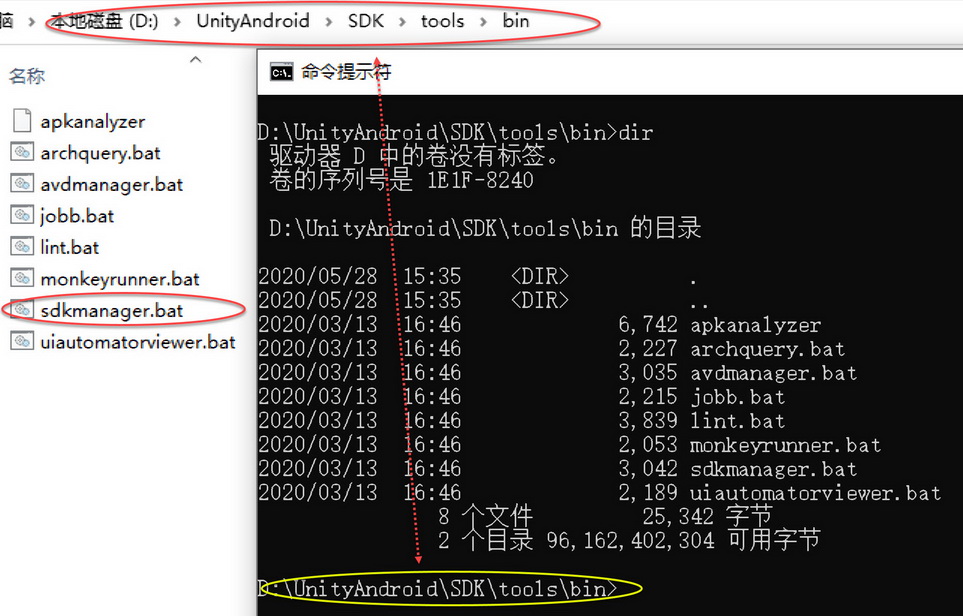 脑 > 本地磁盘 (D:) > UnityAndroid > SDK > tools > bin
名称
apkanalyzer
archquery.bat
avdmanager.bat
jobb.bat
lint.bat
monkeyrunner.bat
sdkmanager.bat
uiautomatorviewer.bat
C:\. 命令提示符
D:\UnityAndroid\SDK\tools\bin>dir
驱动器 D 中的卷没有标签。
卷的序列号是 1E1F-8240
D:\UnityAndroid\SDK\tools\bin 的目录
2020/05/28 15:35 <DIR> .
2020/05/28 15:35 <DIR> ..
2020/03/13 16:46 6,742 apkanalyzer
2020/03/13 16:46 2,227 archquery.bat
2020/03/13 16:46 3,035 avdmanager.bat
2020/03/13 16:46 2,215 jobb.bat
2020/03/13 16:46 3,839 lint.bat
2020/03/13 16:46 2,053 monkeyrunner.bat
2020/03/13 16:46 3,042 sdkmanager.bat
2020/03/13 16:46 2,189 uiautomatorviewer.bat
8 个文件 25,342 字节
2 个目录 96,162,402,304 可用字节
D:\UnityAndroid\SDK\tools\bin>